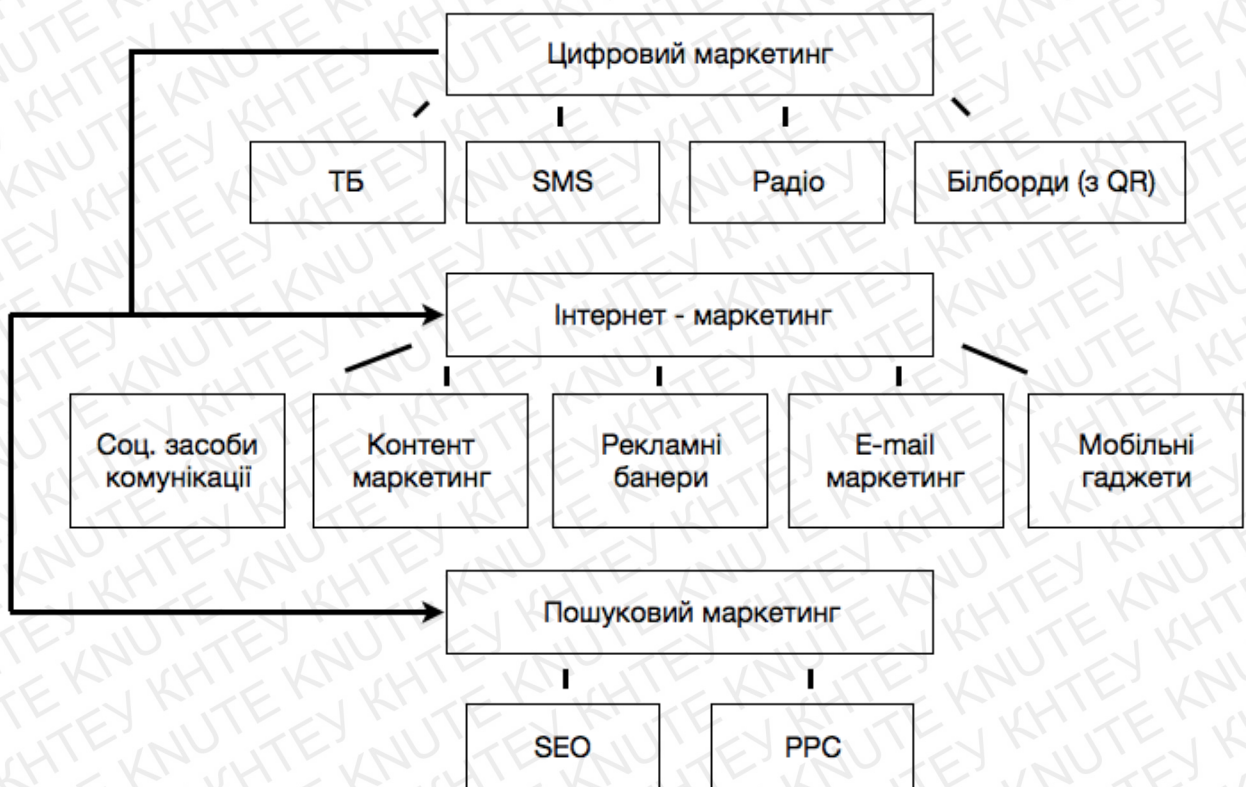 Цифровий маркетинг
ТБ
SMS
Радіо
Білборди (з QR)
Інтернет - маркетинг
Соц. засоби
комунікації
Контент
маркетинг
Рекламні
банери
E-mail
маркетинг
Мобільні
гаджети
Пошуковий маркетинг
SEO
PPC